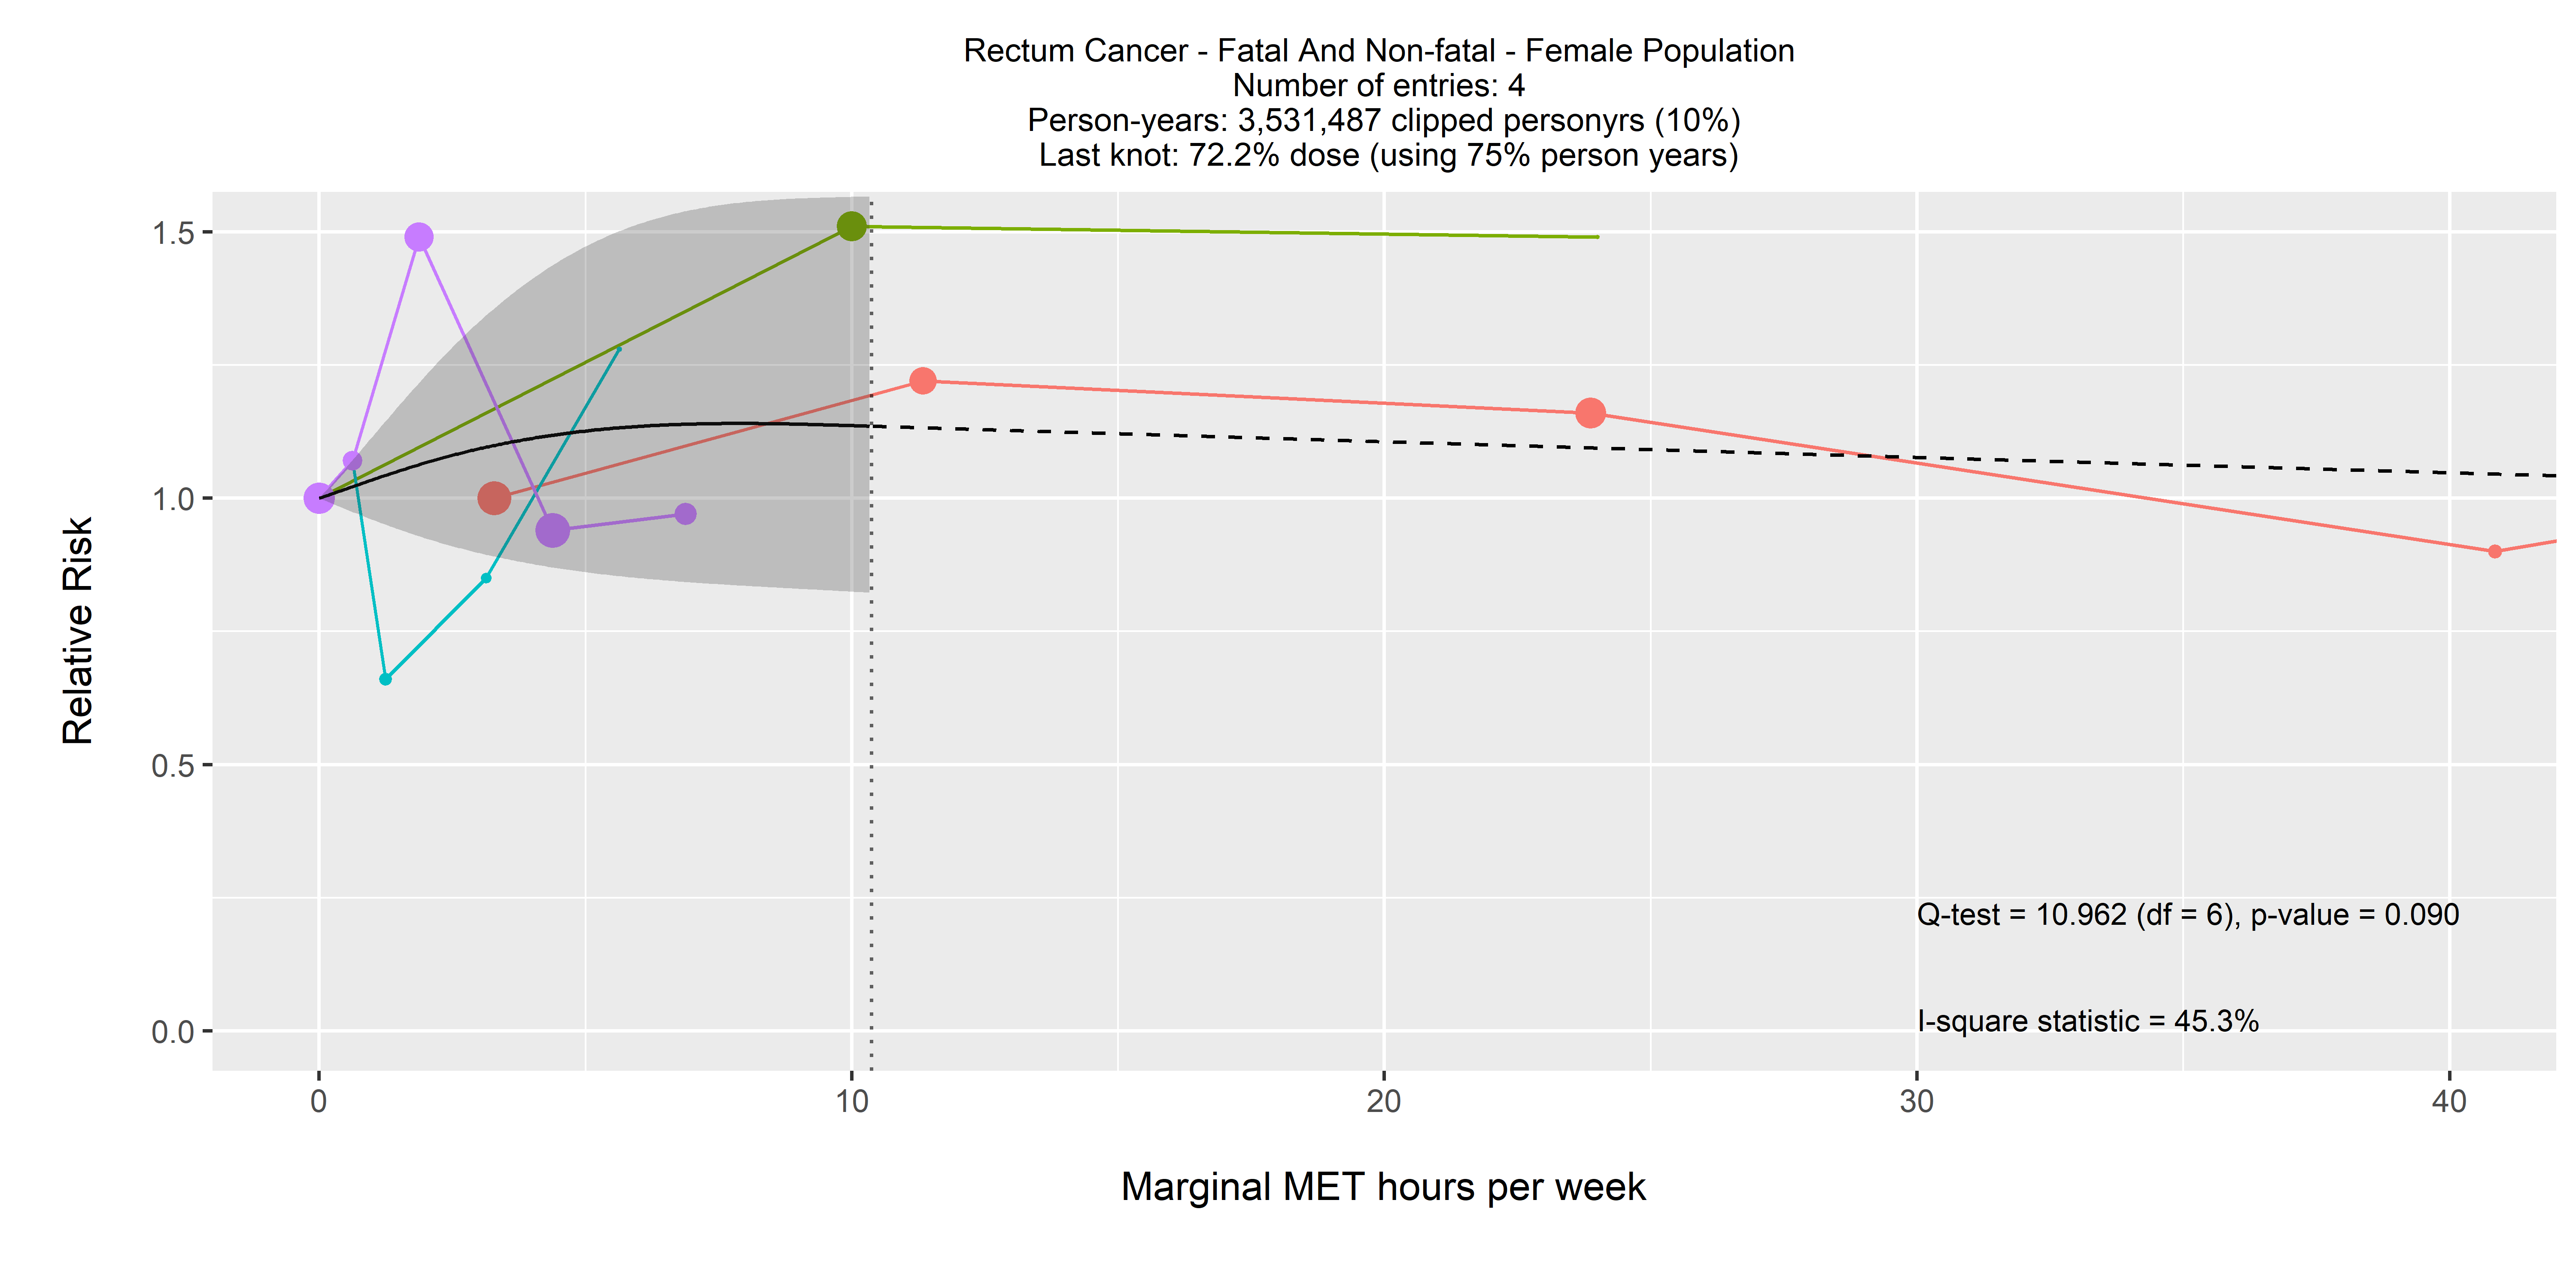 Rectum Cancer - Fatal And Non-fatal - Female Population
Number of entries: 4
Person-years: 3,531,487 clipped personyrs (10%)
Last knot: 72.2% dose (using 75% person years)
1.5
1.0
0.5
0.0
Relative Risk
Q-test = 10.962 (df = 6), p-value = 0.090
I-square statistic = 45.3%
0 10 20 30 40
Marginal MET hours per week